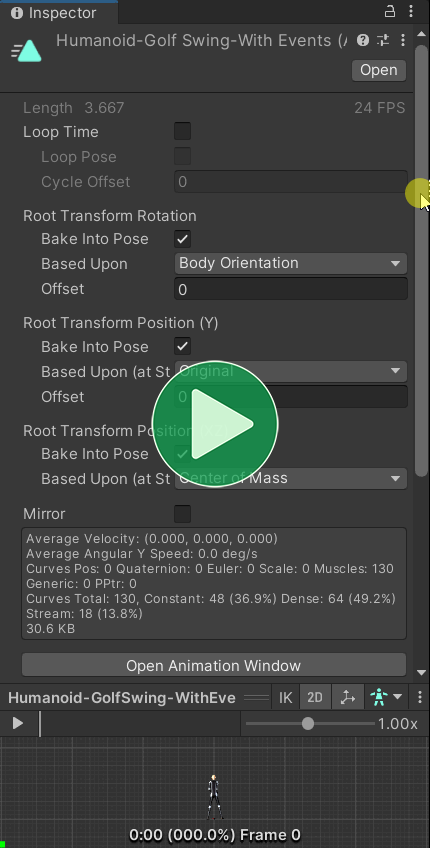 Inspector
Humanoid-Golf Swing-With Events (A
Open
Length 3.667 24 FPS
Loop Time
Loop Pose
Cycle Offset 0
Root Transform Rotation
Bake Into Pose
Based Upon Body Orientation
Offset 0
Root Transform Position (Y)
Bake Into Pose
Based Upon (at St Original
Offset 0
Root Transform
Bake Into Pose
Based Upon (at St Center of Mass
Mirror
Average Velocity: (0.000, 0.000, 0.000)
Average Angular Y Speed: 0.0 deg/s
Curves Pos: 0 Quaternion: 0 Euler: 0 Scale: 0 Muscles: 130
Generic: 0 PPtr: 0
Curves Total: 130, Constant: 48 (36.9%) Dense: 64 (49.2%)
Stream: 18 (13.8%)
30.6 KB
Open Animation Window
Humanoid-GolfSwing-WithEve IK 2D
1.00x
0:00 (000.0%) Frame 0